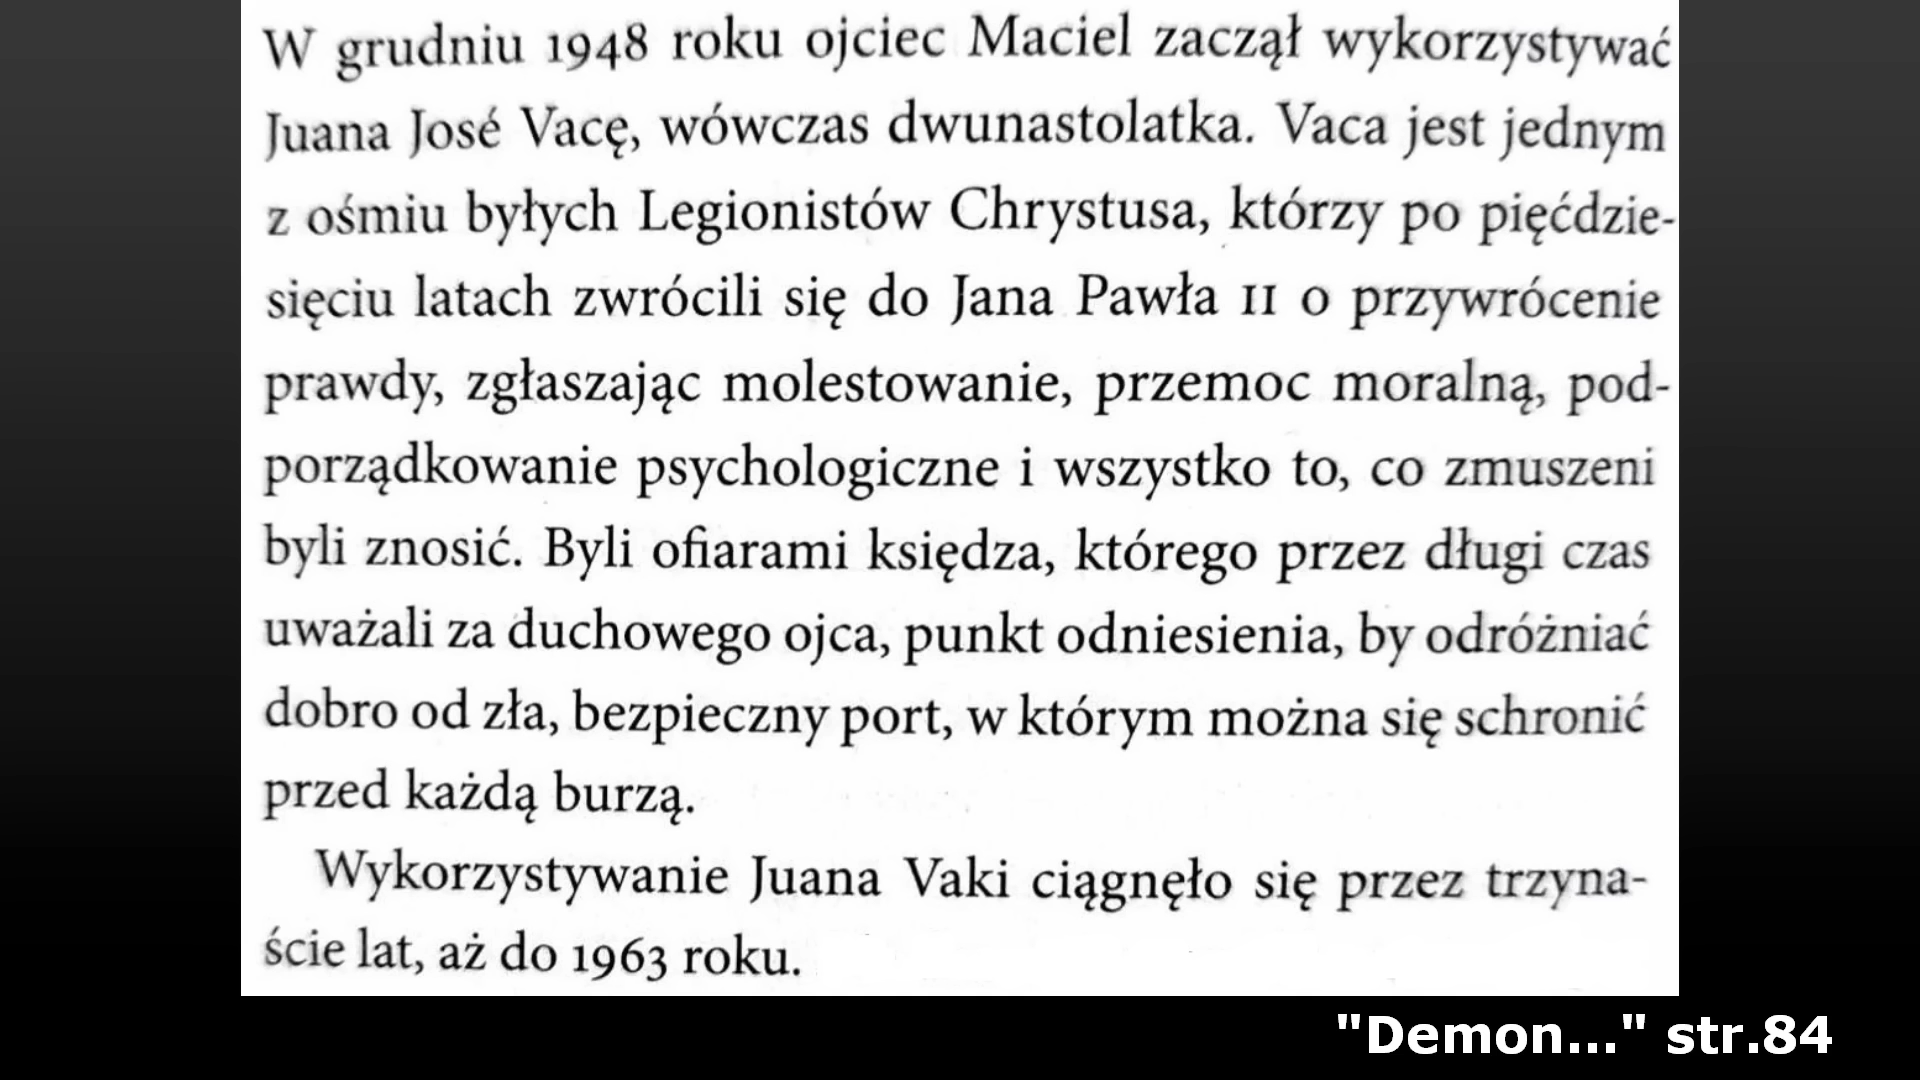 W grudniu 1948 roku ojciec Maciel zaczął wykorzystywać
Juana José Vacę, wówczas dwunastolatka. Vaca jest jednym
z ośmiu byłych Legionistów Chrystusa, którzy po pięćdzie-
sięciu latach zwrócili się do Jana Pawła II o przywrócenie
prawdy, zgłaszając molestowanie, przemoc moralną, pod-
porządkowanie psychologiczne i wszystko to, co zmuszeni
byli znosić. Byli ofiarami księdza, którego przez długi czas
uważali za duchowego ojca, punkt odniesienia, by odróżniać
dobro od zła, bezpieczny port, w którym można się schronić
przed każdą burzą.
Wykorzystywanie Juana Vaki ciągnęło się przez trzyna-
ście lat, aż do 1963 roku.
"Demon..." str.84